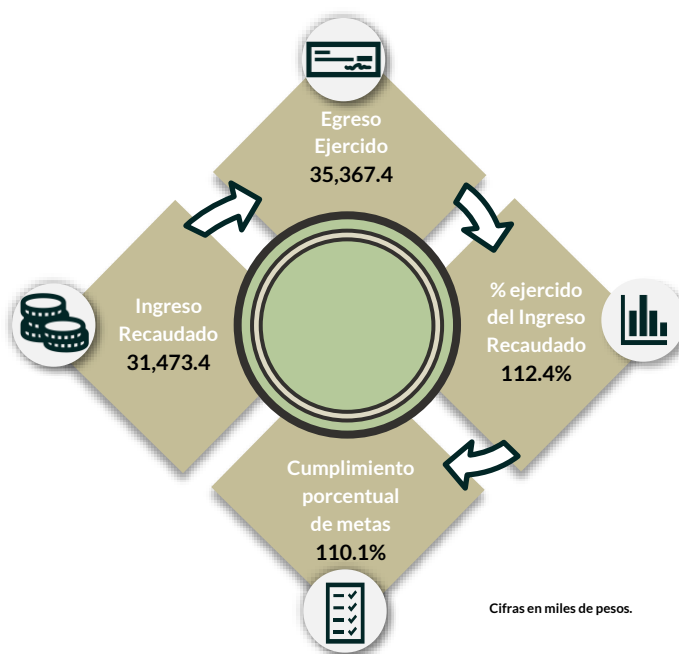 Egreso
Ejercido
35,367.4
Ingreso
Recaudado
31,473.4
% ejercido
del Ingreso
Recaudado
112.4%
Cumplimiento
porcentual
de metas
110.1%
Cifras en miles de pesos.